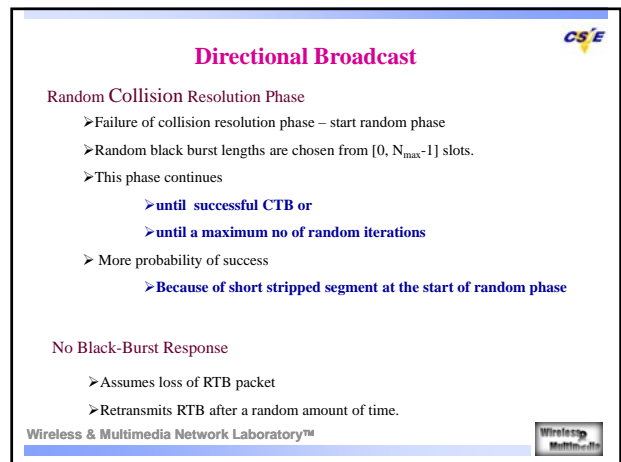 CS/E
Directional Broadcast
Random Collision Resolution Phase
➢Failure of collision resolution phase – start random phase
➢Random black burst lengths are chosen from [0, Nmax-1] slots.
➢This phase continues
➢until successful CTB or
➢until a maximum no of random iterations
➢ More probability of success
➢Because of short stripped segment at the start of random phase
No Black-Burst Response
➢Assumes loss of RTB packet
➢Retransmits RTB after a random amount of time.
Wireless & Multimedia Network Laboratory™
Wireless
Multimedia